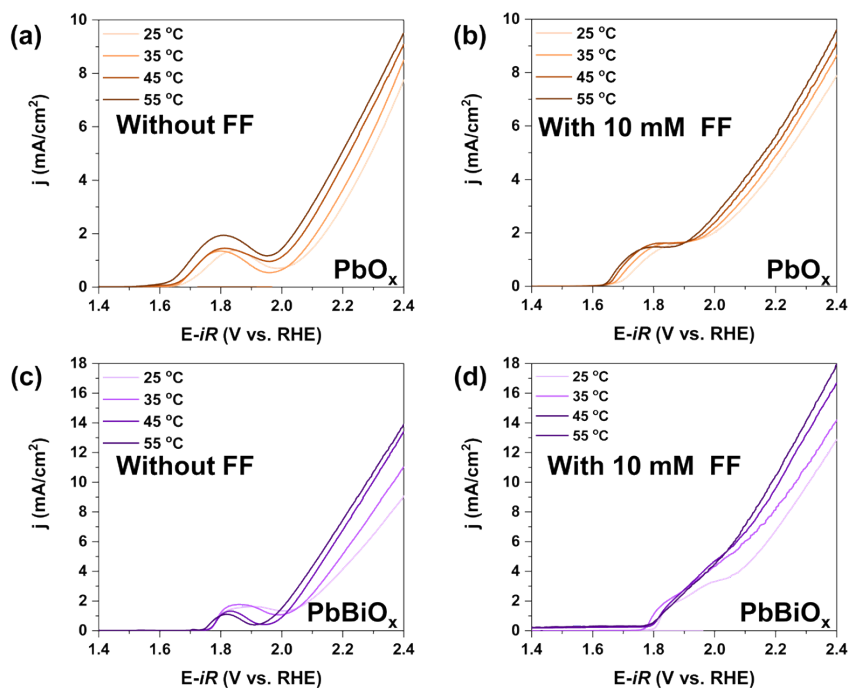 (a)
10
8
6
4
2
0
j (mA/cm²)
25 °C
35 °C
45 °C
55 °C
Without FF
PbOₓ
1.4 1.6 1.8 2.0 2.2 2.4
E-iR (V vs. RHE)
(b)
10
8
6
4
2
0
j (mA/cm²)
25 °C
35 °C
45 °C
55 °C
With 10 mM FF
PbOₓ
1.4 1.6 1.8 2.0 2.2 2.4
E-iR (V vs. RHE)
(c)
18
16
14
12
10
8
6
4
2
0
j (mA/cm²)
25 °C
35 °C
45 °C
55 °C
Without FF
PbBiOₓ
1.4 1.6 1.8 2.0 2.2 2.4
E-iR (V vs. RHE)
(d)
18
16
14
12
10
8
6
4
2
0
j (mA/cm²)
25 °C
35 °C
45 °C
55 °C
With 10 mM FF
PbBiOₓ
1.4 1.6 1.8 2.0 2.2 2.4
E-iR (V vs. RHE)